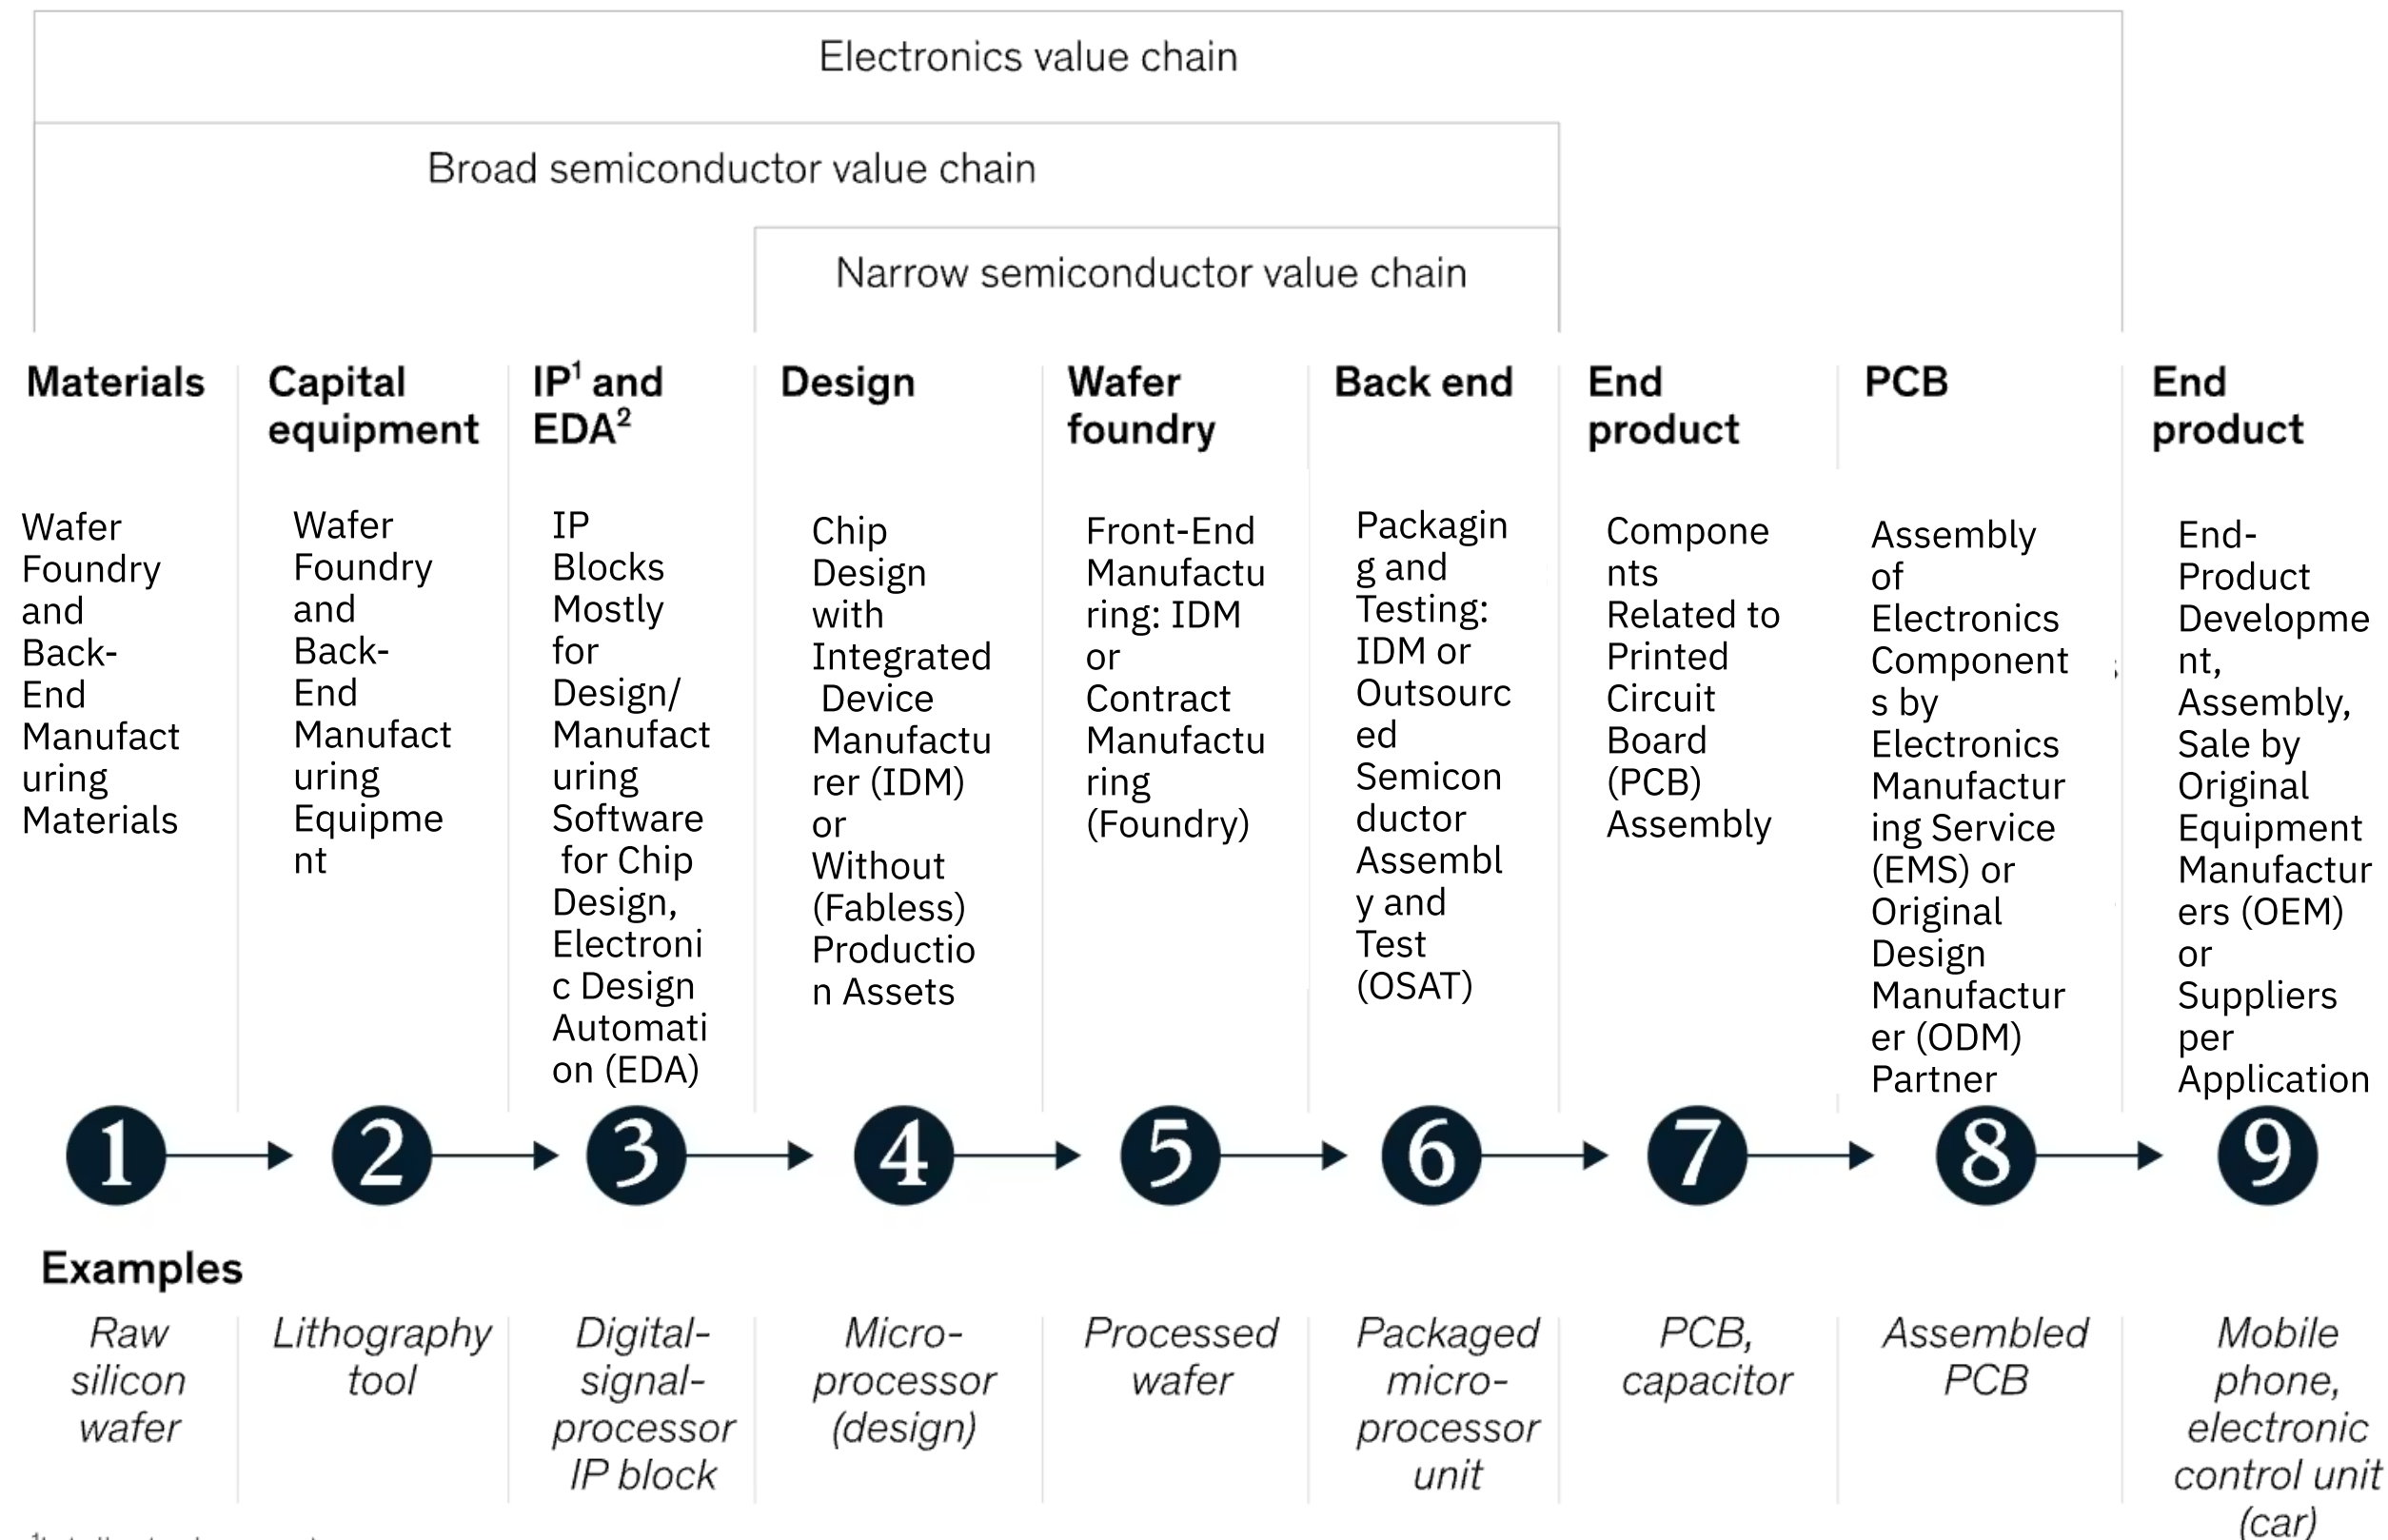 Electronics value chain
Broad semiconductor value chain
Narrow semiconductor value chain
Materials
Capital
equipment
IP¹ and
EDA²
Design
Wafer
foundry
Back end
End
product
PCB
End
product
Wafer
Foundry
and
Back-
End
Manufact
uring
Materials
Wafer
Foundry
and
Back-
End
Manufact
uring
Equipme
nt
IP
Blocks
Mostly
for
Design/
Manufact
uring
Software
for Chip
Design,
Electroni
c Design
Automati
on (EDA)
Chip
Design
with
Integrated
Device
Manufactu
rer (IDM)
or
Without
(Fabless)
Productio
n Assets
Front-End
Manufactu
ring: IDM
or
Contract
Manufactu
ring
(Foundry)
Packagin
g and
Testing:
IDM or
Outsourc
ed
Semicon
ductor
Assembl
y and
Test
(OSAT)
Compone
nts
Related to
Printed
Circuit
Board
(PCB)
Assembly
Assembly
of
Electronics
Component
s by
Electronics
Manufactur
ing Service
(EMS) or
Original
Design
Manufactur
er (ODM)
Partner
End-
Product
Developme
nt,
Assembly,
Sale by
Original
Equipment
Manufactur
ers (OEM)
or
Suppliers
per
Application
1
2
3
4
5
6
7
8
9
Examples
Raw
silicon
wafer
Lithography
tool
Digital-
signal-
processor
IP block
Micro-
processor
(design)
Processed
wafer
Packaged
micro-
processor
unit
PCB,
capacitor
Assembled
PCB
Mobile
phone,
electronic
control unit
(car)